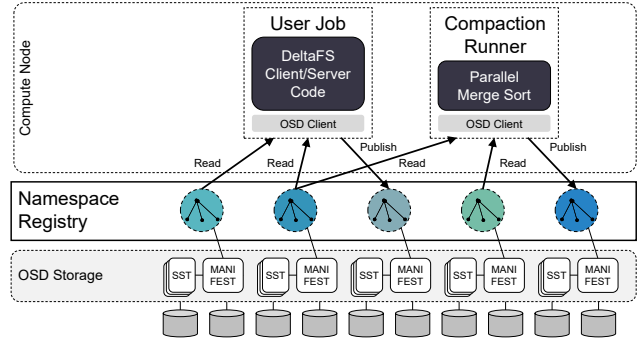 Compute Node
User Job
DeltaFS
Client/Server
Code
OSD Client
Compaction
Runner
Parallel
Merge Sort
OSD Client
Read
Read
Publish
Read
Read
Publish
Namespace
Registry
OSD Storage
SST
MANI
FEST
SST
MANI
FEST
SST
MANI
FEST
SST
MANI
FEST
SST
MANI
FEST